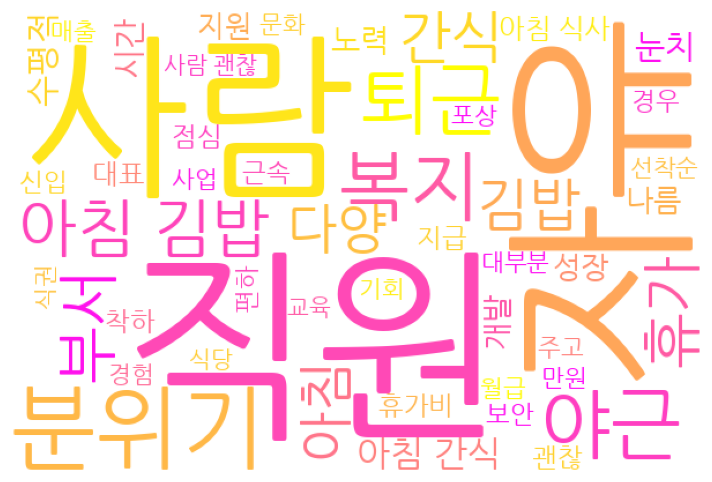 수평적
매출
시간
지원
문화
노력
간식
아침 식사
눈치
사람
사람 괜찮
퇴근
포상
경우
자유
점심
대표
신입
사업
근속
복지
김밥
선착순
나름
아침 김밥
다양
지급
대부분
성장
휴가
식권
부서
착하
편하
직원
교육
기회
개발
주고
경험
식당
분위기
아침
휴가비
월급
만원
보안
야근
아침 간식
괜찮